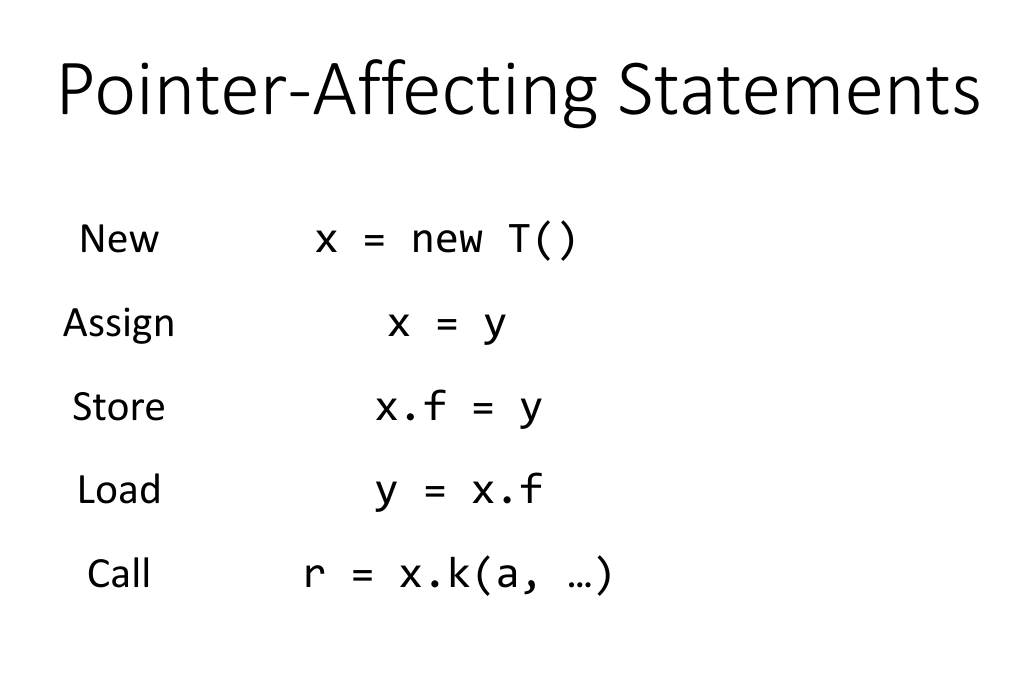 Pointer-Affecting Statements
New x = new T()
Assign x = y
Store x.f = y
Load y = x.f
Call r = x.k(a, …)